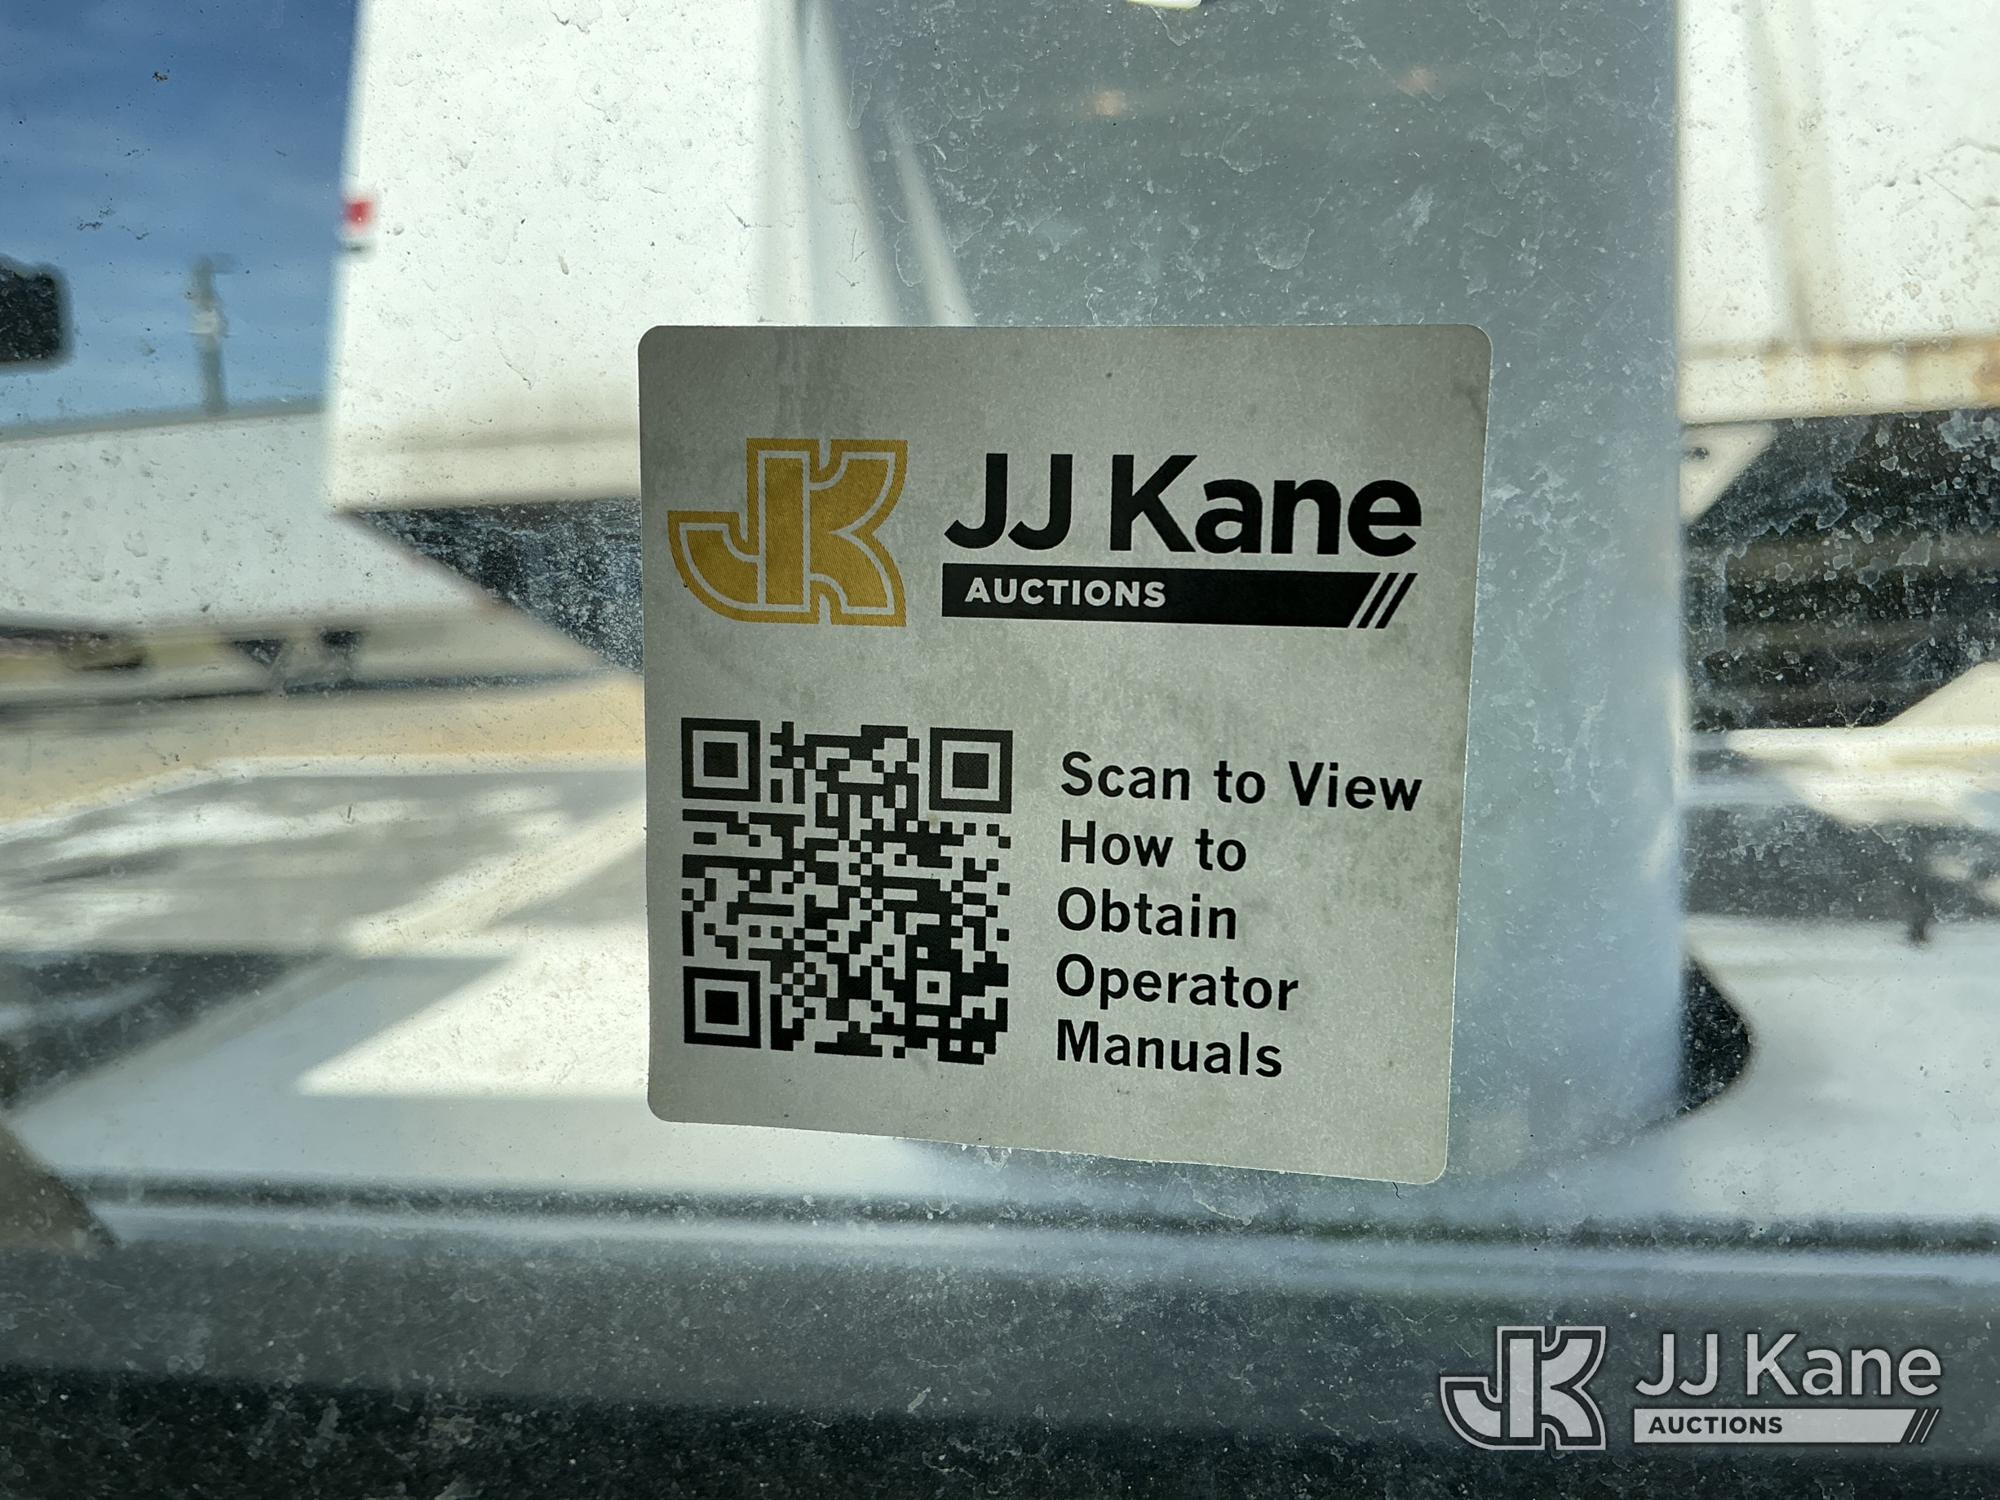 JK JJ Kane
AUCTIONS
Scan to View
How to
Obtain
Operator
Manuals
JK JJ Kane
AUCTIONS